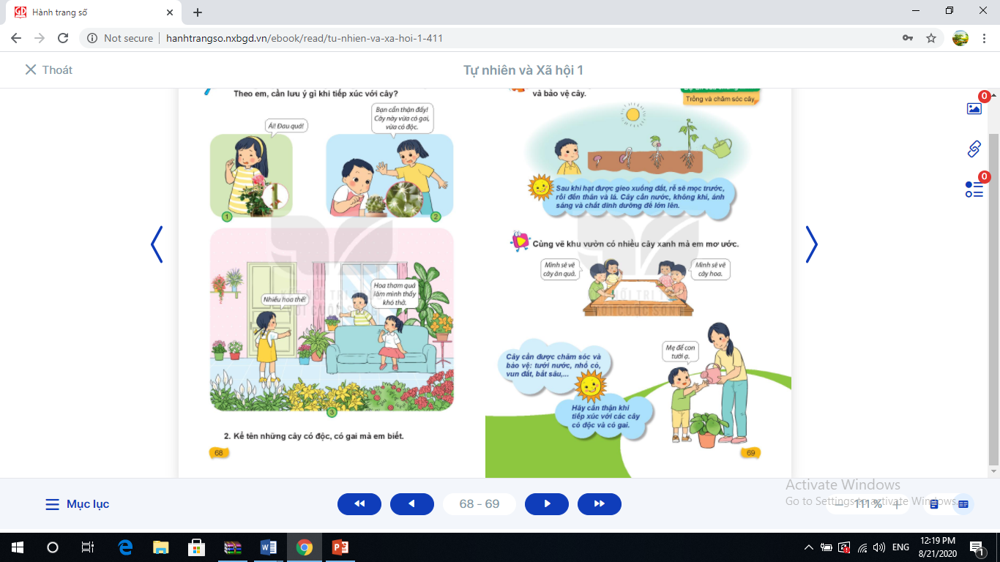 Hành trang số
Not secure
hanhtrangso.nxbgd.vn/ebook/read/tu-nhien-va-xa-hoi-1-411
Thoát
Tự nhiên và Xã hội 1
Theo em, cần lưu ý gì khi tiếp xúc với cây?
Ái! Đau quá!
Bạn cẩn thận đấy!
Cây này vừa có gai,
vừa có độc.
1
2
Nhiều hoa thế!
Hoa thơm quá
làm mình thấy
khó thở.
3
2. Kể tên những cây có độc, có gai mà em biết.
68
và bảo vệ cây.
Trồng và chăm sóc cây
Sau khi hạt được gieo xuống đất, rễ sẽ mọc trước,
rồi đến thân và lá. Cây cần nước, không khí, ánh
sáng và chất dinh dưỡng để lớn lên.
Cùng vẽ khu vườn có nhiều cây xanh mà em mơ ước.
Mình sẽ vẽ
cây ăn quả.
Mình sẽ vẽ
cây hoa.
Cây cần được chăm sóc và
bảo vệ: tưới nước, nhổ cỏ,
vun đất, bắt sâu,...
Mẹ để con
tưới ạ.
Hãy cẩn thận khi
tiếp xúc với các cây
có độc và có gai.
69
0
0
Mục lục
68 - 69
111 %
Activate Windows
Go to Settings to activate Windows.
ENG
12:19 PM
8/21/2020
1